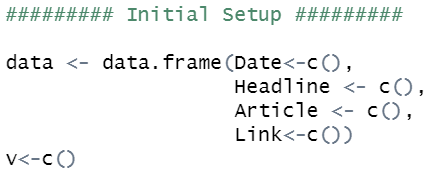 ######### Initial Setup #########
data <- data.frame(Date<-c(),
Headline <- c(),
Article <- c(),
Link<-c())
v<-c()